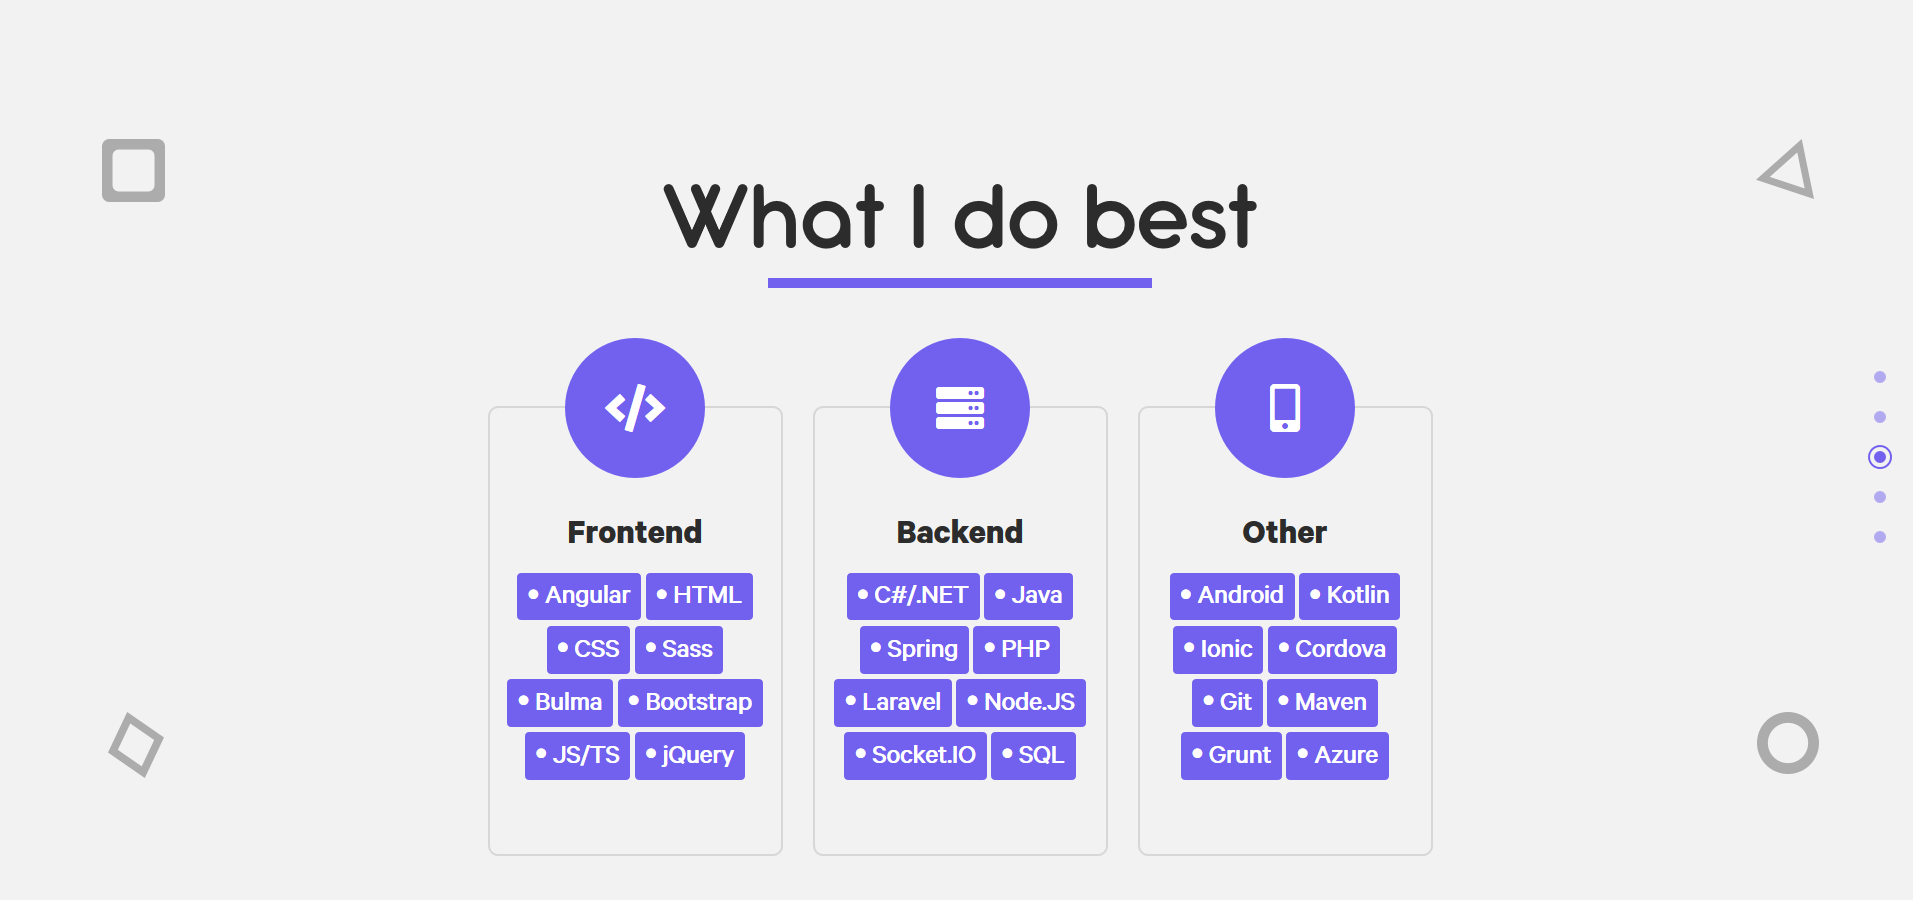 What I do best
Frontend
• Angular • HTML
• CSS • Sass
• Bulma • Bootstrap
• JS/TS • jQuery
Backend
• C#/.NET • Java
• Spring • PHP
• Laravel • Node.JS
• Socket.IO • SQL
Other
• Android • Kotlin
• Ionic • Cordova
• Git • Maven
• Grunt • Azure